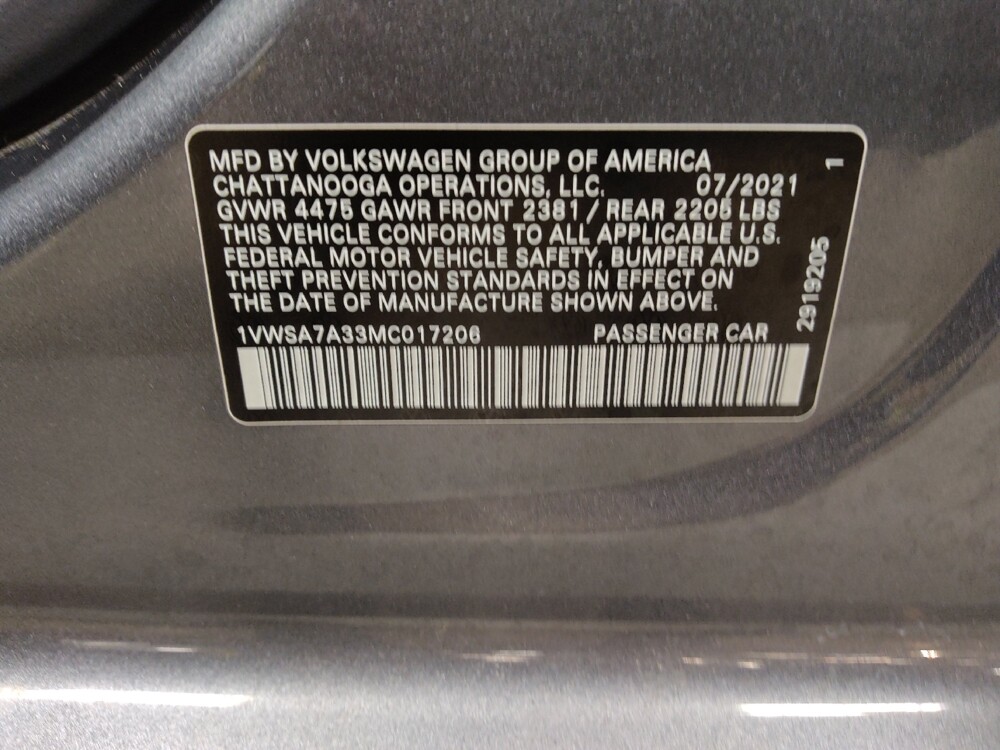 MFD BY VOLKSWAGEN GROUP OF AMERICA
CHATTANOOGA OPERATIONS, LLC. 07/2021
GVWR 4475 GAWR FRONT 2381 / REAR 2205 LBS
THIS VEHICLE CONFORMS TO ALL APPLICABLE U.S.
FEDERAL MOTOR VEHICLE SAFETY, BUMPER AND
THEFT PREVENTION STANDARDS IN EFFECT ON
THE DATE OF MANUFACTURE SHOWN ABOVE.
1VWSA7A33MC017206 PASSENGER CAR
2919205
1